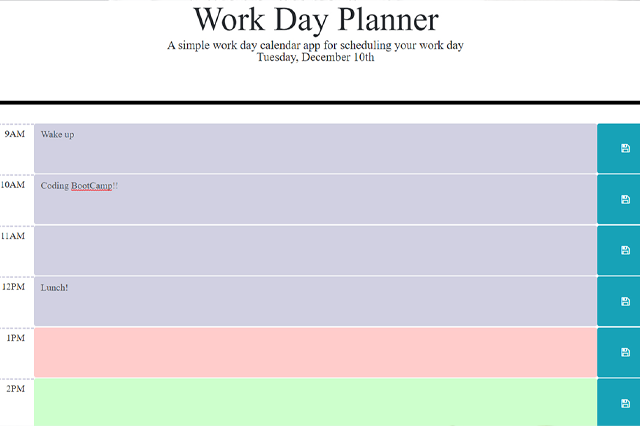 Work Day Planner
A simple work day calendar app for scheduling your work day
Tuesday, December 10th
9AM Wake up
10AM Coding BootCamp!!
11AM
12PM Lunch!
1PM
2PM